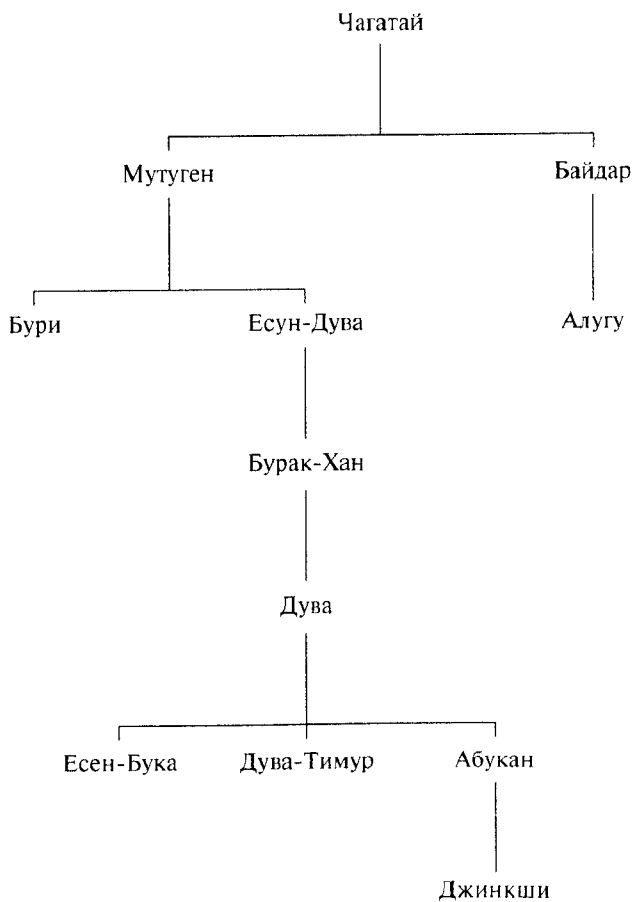 Чагатай
Мутуген Байдар
Бури Есун-Дува Алугу
Бурак-Хан
Дува
Есен-Бука Дува-Тимур Абукан
Джинкши